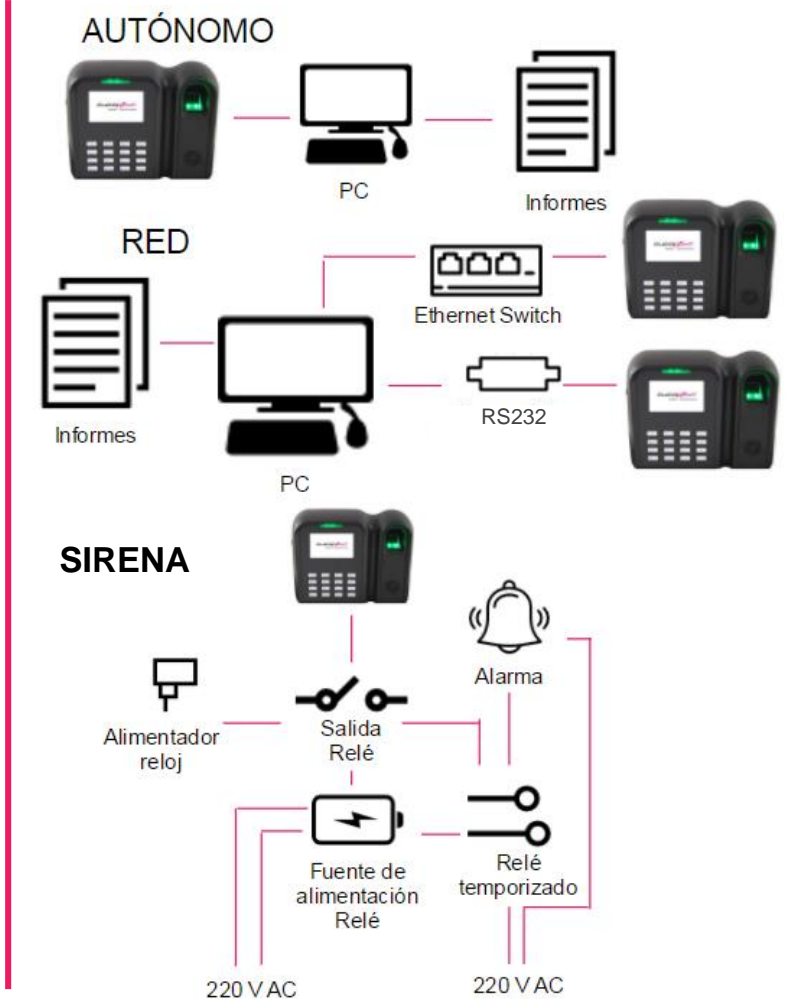 AUTÓNOMO
PC
Informes
RED
Ethernet Switch
RS232
Informes
PC
SIRENA
Alarma
Alimentador
reloj
Salida
Relé
Fuente de
alimentación
Relé
Relé
temporizado
220 V AC
220 V AC